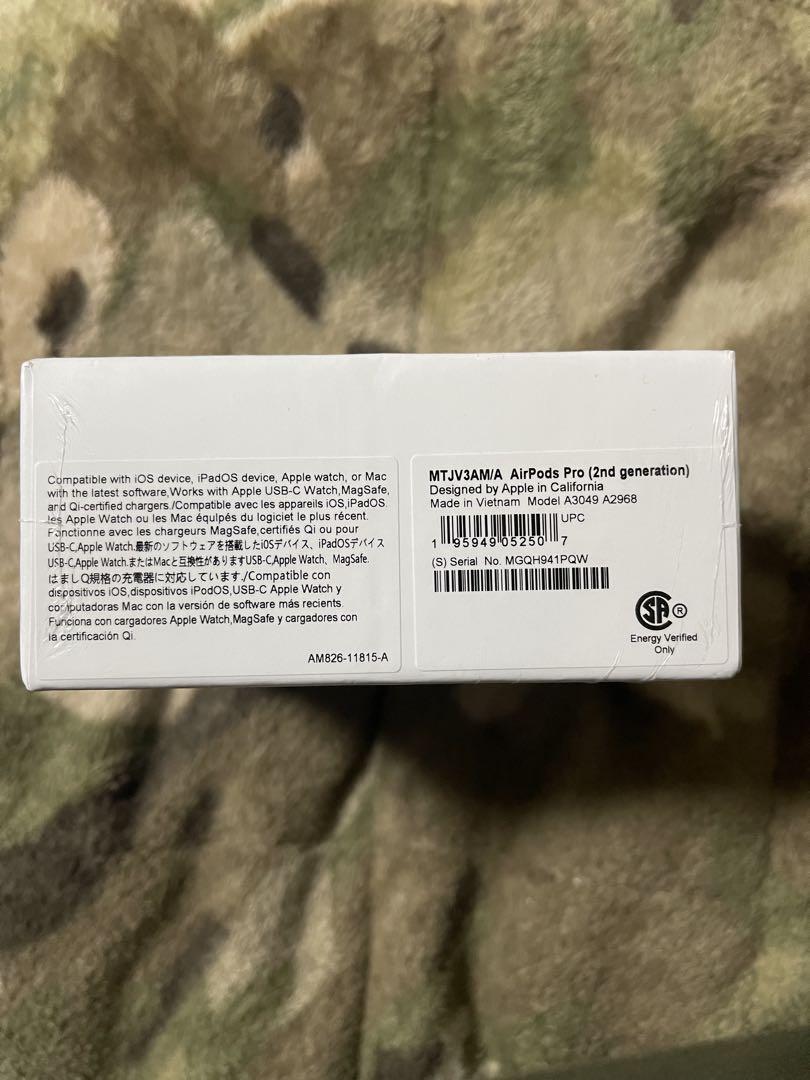 Compatible with iOS device, iPadOS device, Apple watch, or Mac
with the latest software,Works with Apple USB-C Watch,MagSafe,
and Qi-certified chargers./Compatible avec les appareils iOS,iPadOS.
les Apple Watch ou les Mac équlpés du logiciet le plus récent.
Functionne avec les chargeurs MagSafe,certifiés Qi ou pour
USB-C,Apple Watch.最新のソフトウェアを搭載したiOSデバイス、iPadOSデバイス
USB-C,Apple Watch.またはMacと互換性がありますUSB-C,Apple Watch、MagSafe.
はましQ規格の充電器に対応しています./Compatible con
dispositivos iOS,dispositivos iPodOS,USB-C Apple Watch y
computadoras Mac con la versión de software más recients.
Funciona con cargadores Apple Watch,MagSafe y cargadores con
ia certificación Qi.
AM826-11815-A
MTJV3AM/A AirPods Pro (2nd generation)
Designed by Apple in California
Made in Vietnam Model A3049 A2968
UPC
1 95949 05250 7
(S) Serial No. MGQH941PQW
SA ®
Energy Verified
Only